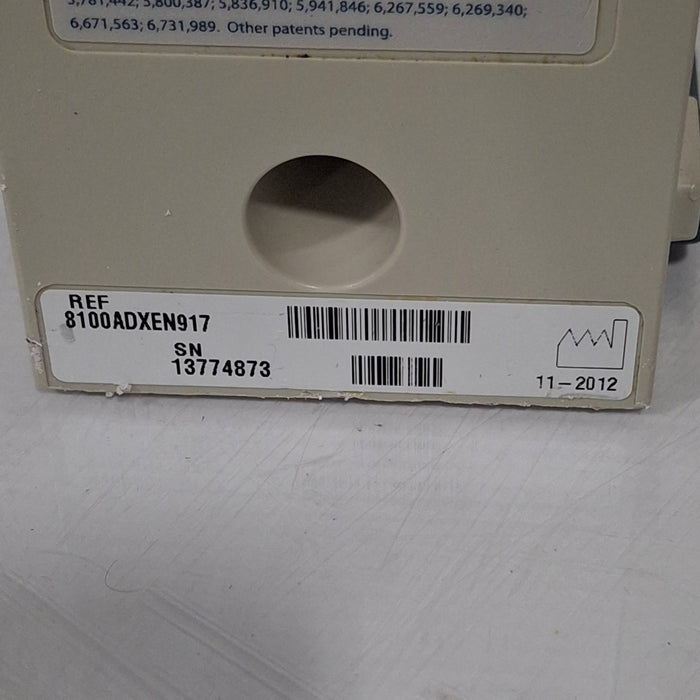 5,781,442; 5,800,387; 5,836,910; 5,941,846; 6,267,559; 6,269,340;
6,671,563; 6,731,989. Other patents pending.
REF
8100ADXEN917
SN
13774873
11-2012